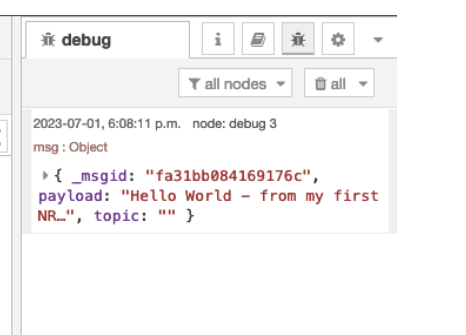 debug
i
all nodes
all
2023-07-01, 6:08:11 p.m. node: debug 3
msg : Object
{ _msgid: "fa31bb084169176c",
payload: "Hello World – from my first
NR…", topic: "" }